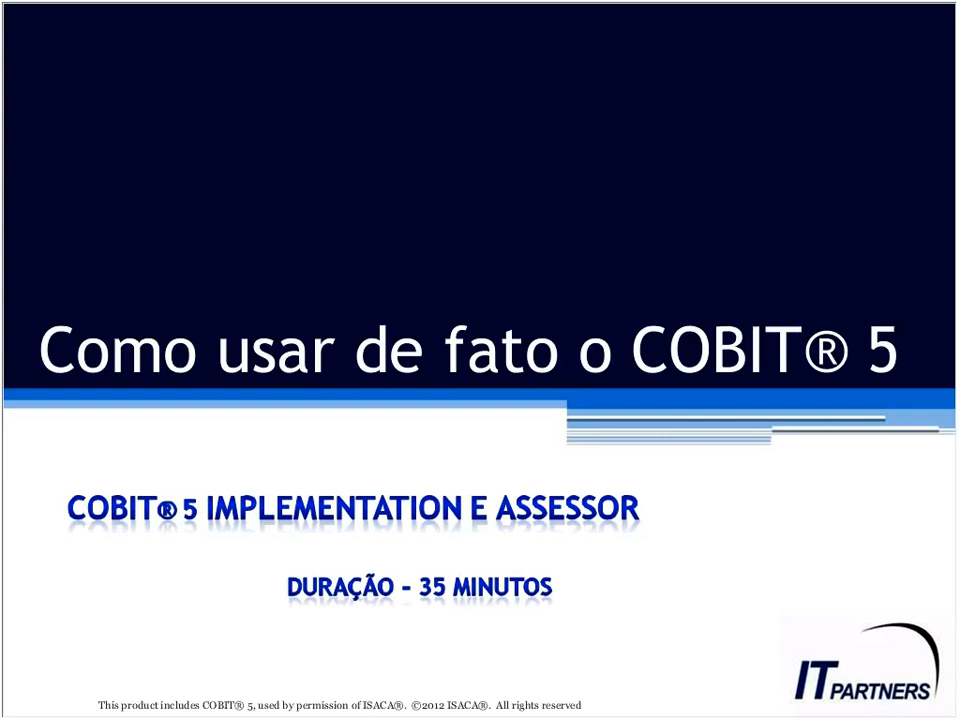 Como usar de fato o COBIT® 5
COBIT® 5 IMPLEMENTATION E ASSESSOR
DURAÇÃO – 35 MINUTOS
IT PARTNERS
This product includes COBIT® 5, used by permission of ISACA®. ©2012 ISACA®. All rights reserved